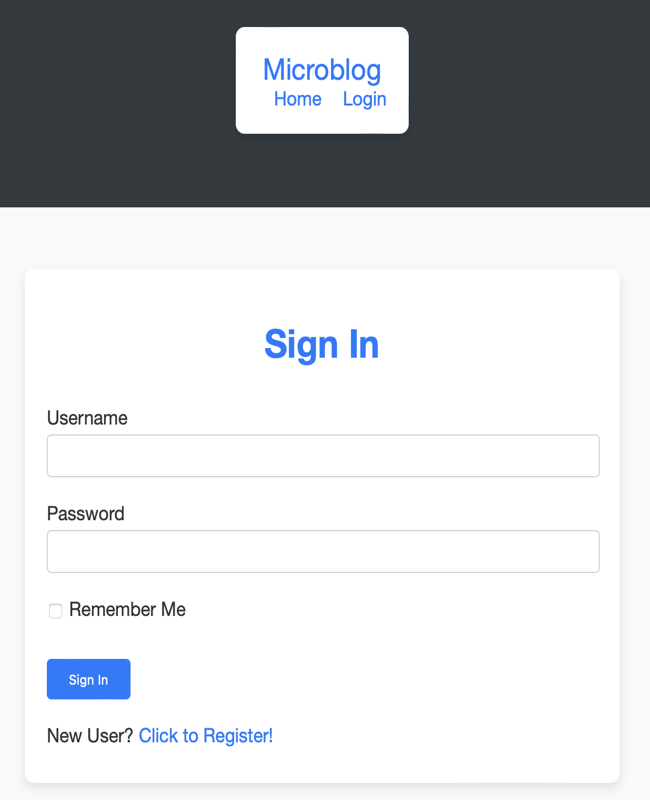 Microblog
Home Login
Sign In
Username
Password
Remember Me
Sign In
New User? Click to Register!